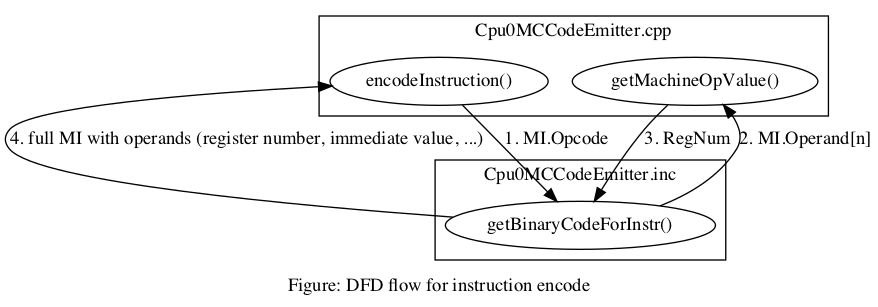 Cpu0MCCodeEmitter.cpp
encodeInstruction()
getMachineOpValue()
4. full MI with operands (register number, immediate value, ...)
1. MI.Opcode
3. RegNum
2. MI.Operand[n]
Cpu0MCCodeEmitter.inc
getBinaryCodeForInstr()
Figure: DFD flow for instruction encode